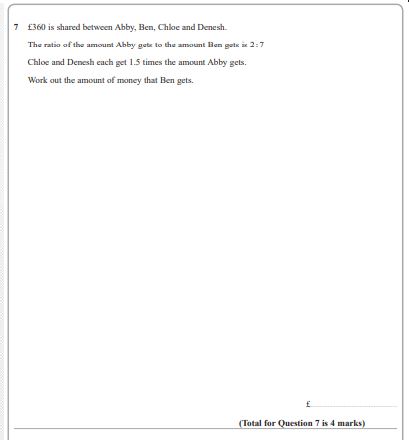 7 £360 is shared between Abby, Ben, Chloe and Denesh.
The ratio of the amount Abby gets to the amount Ben gets is 2 : 7
Chloe and Denesh each get 1.5 times the amount Abby gets.
Work out the amount of money that Ben gets.
£
(Total for Question 7 is 4 marks)